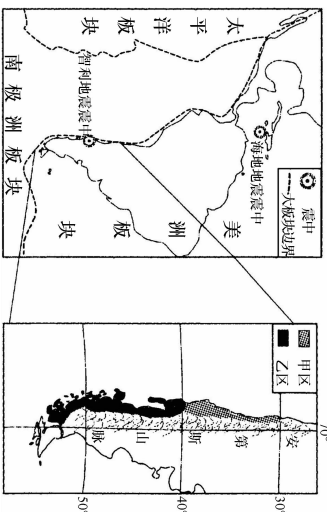 太平洋板块
智利地震震中
海地地震震中
美洲板块
南极洲板块
震中
大板块边界
甲区
乙区
安第斯山脉
70°
30°
40°
50°